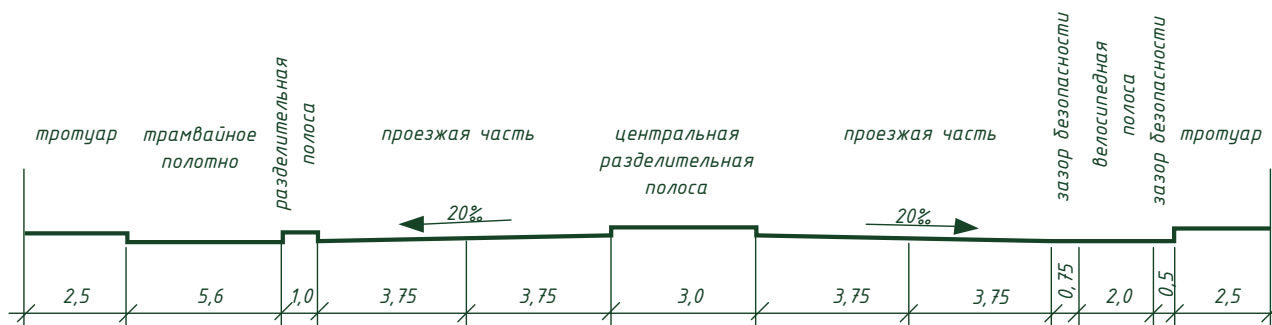 тротуар
трамвайное
полотно
разделительная
полоса
проезжая часть
центральная
разделительная
полоса
проезжая часть
зазор безопасности
велосипедная
полоса
зазор безопасности
тротуар
20‰
20‰
2,5
5,6
1,0
3,75
3,75
3,0
3,75
3,75
0,75
2,0
0,5
2,5